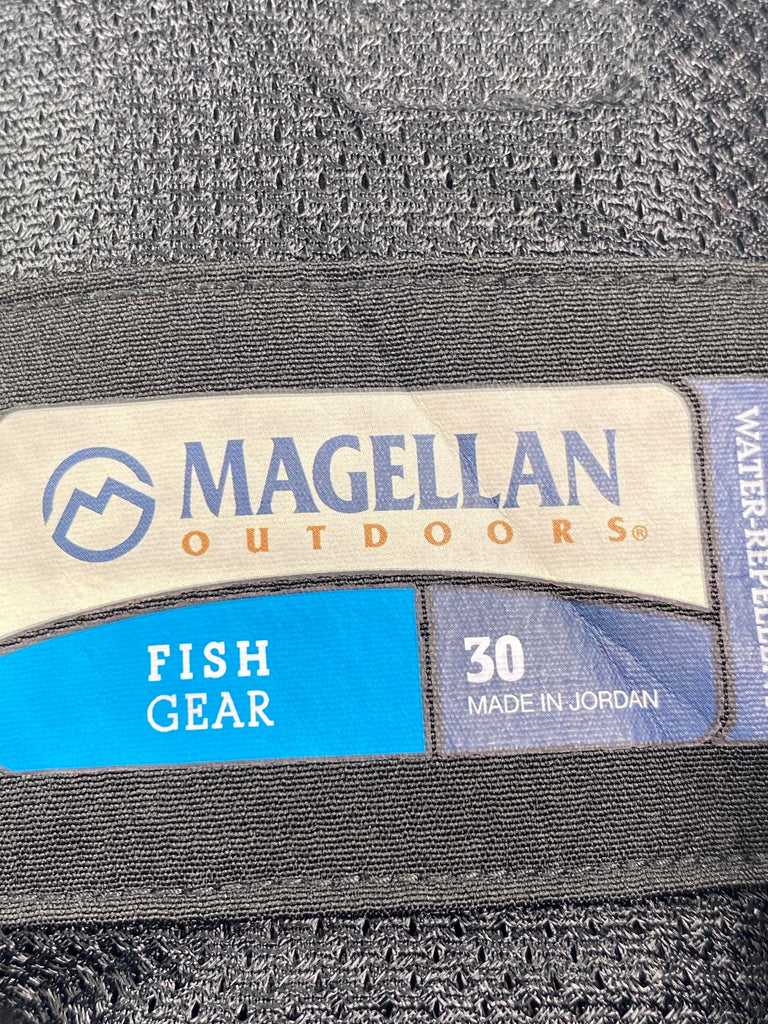 MAGELLAN
OUTDOORS®
FISH
GEAR
30
MADE IN JORDAN